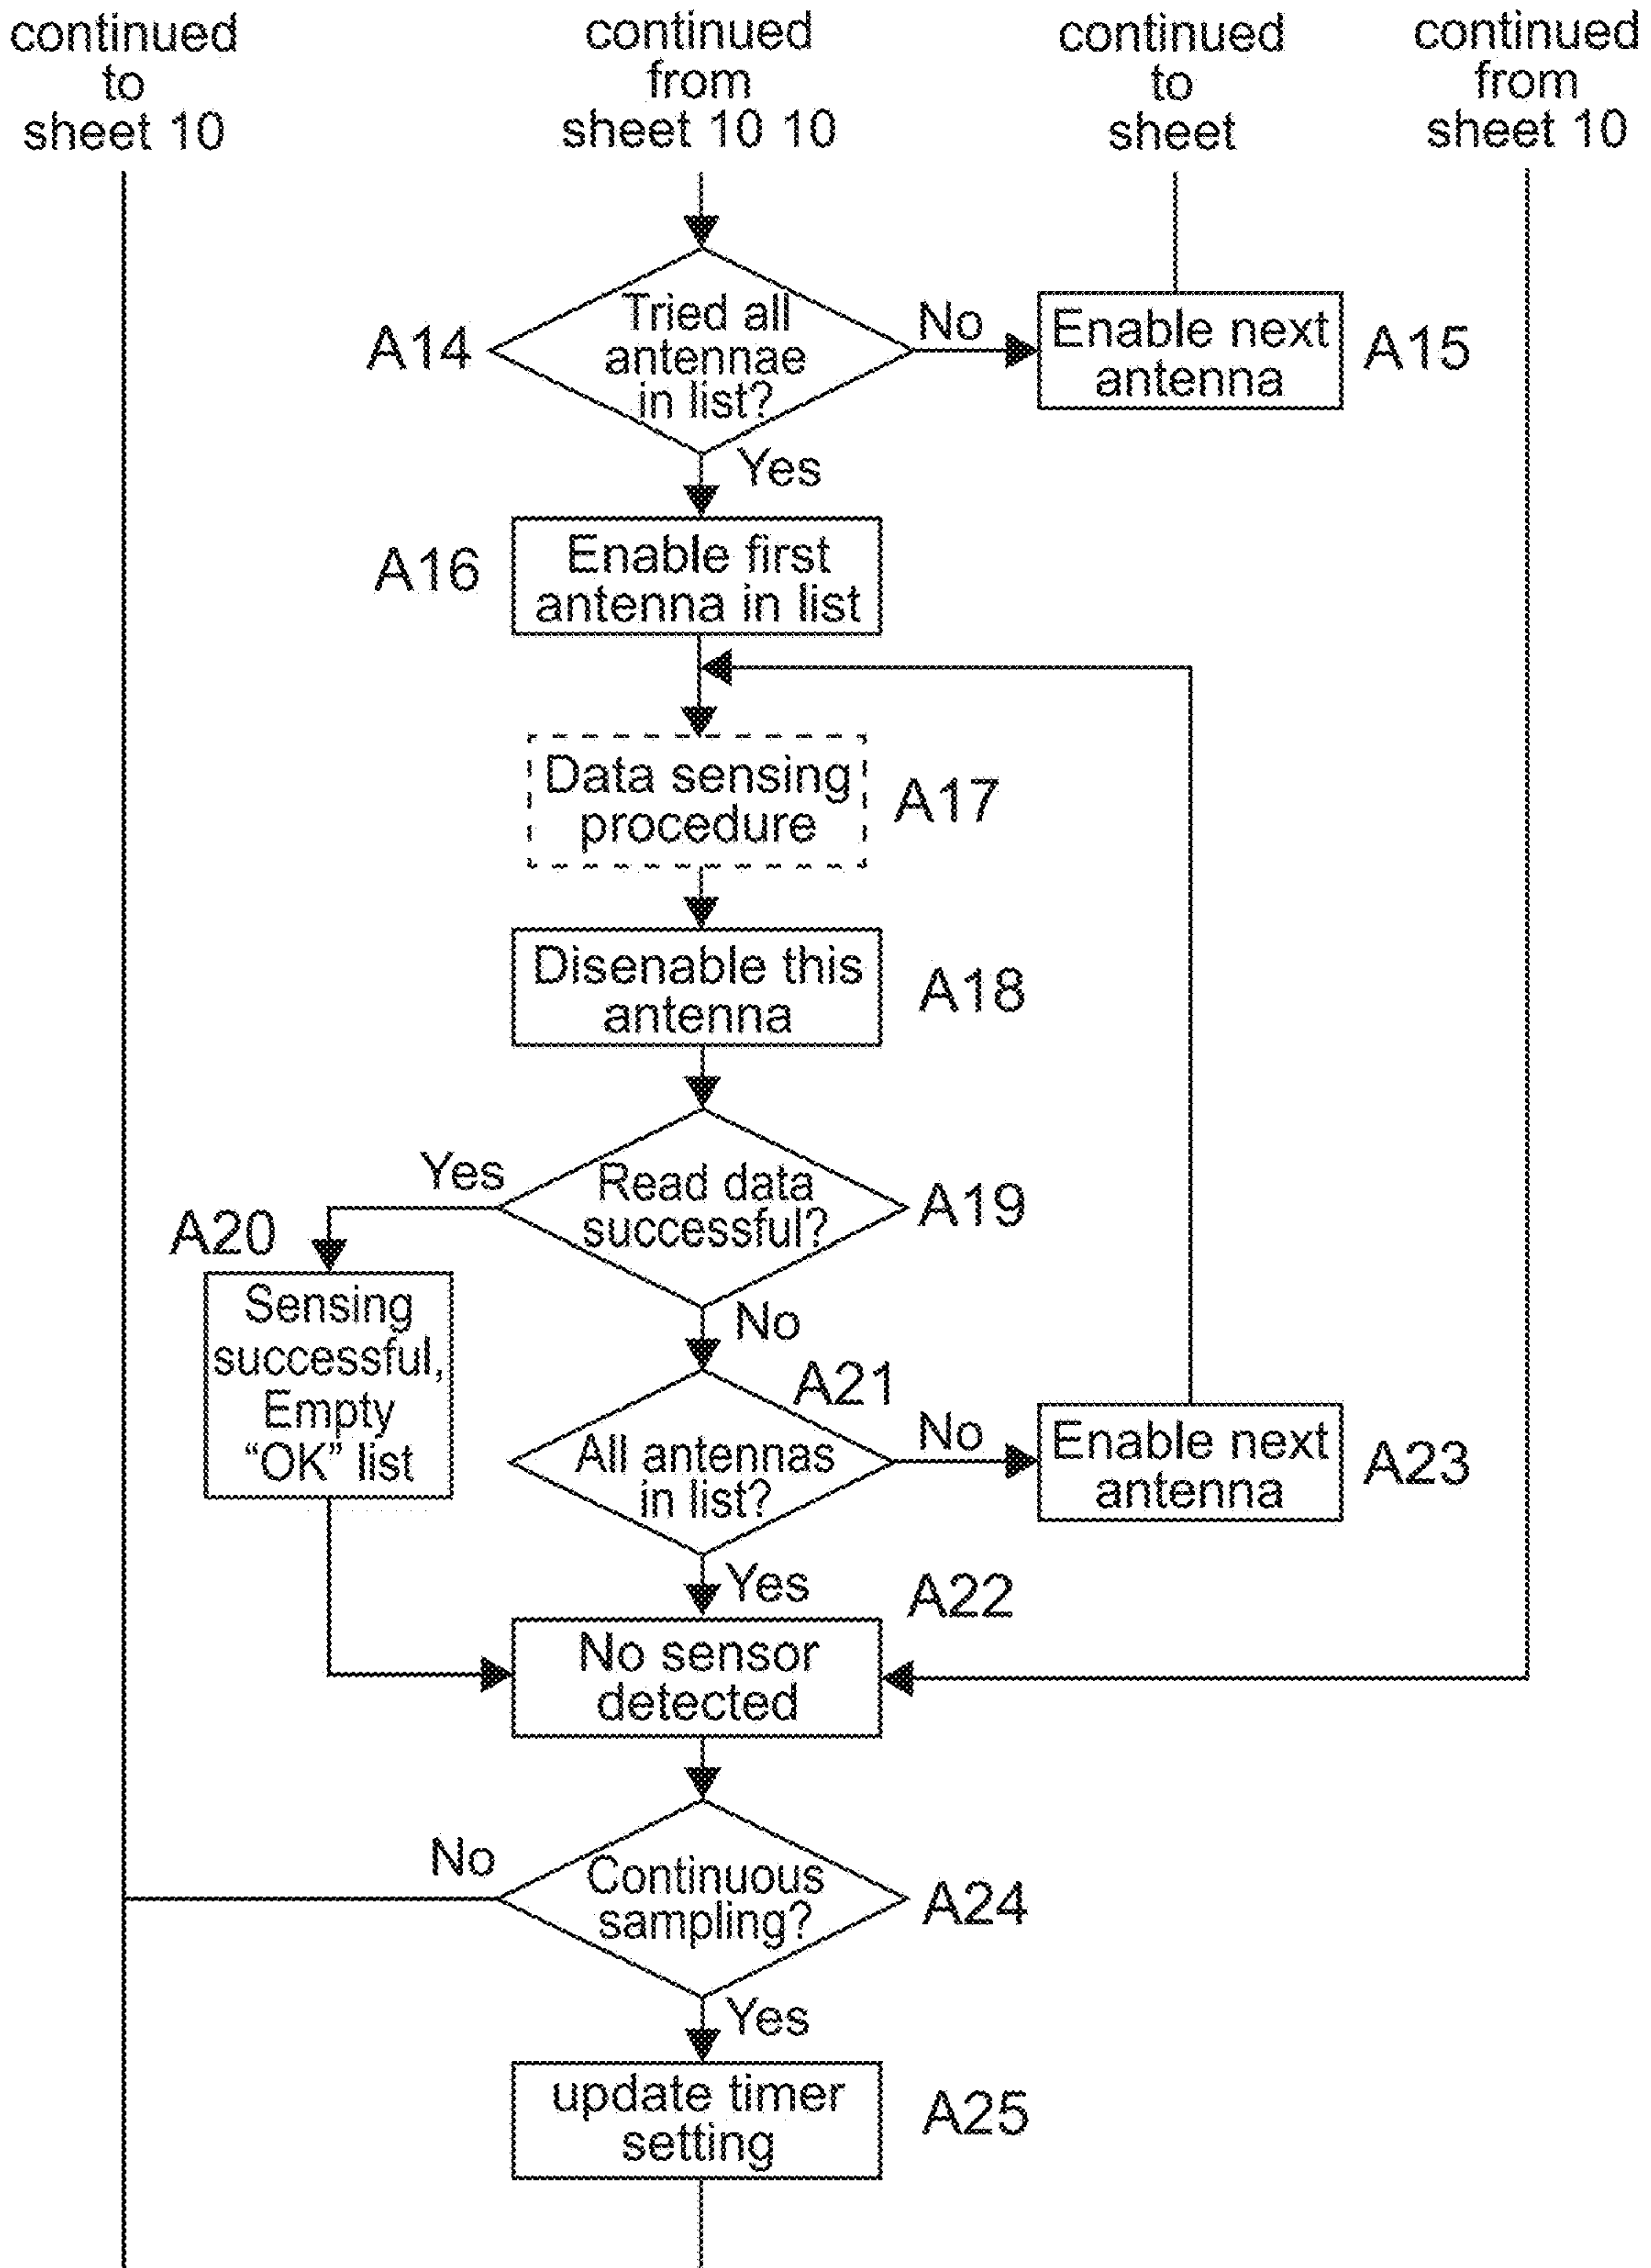 continued
to
sheet 10
continued
from
sheet 10 10
continued
to
sheet
continued
from
sheet 10
A14
Tried all
antennae
in list?
No
Enable next
antenna
A15
Yes
A16
Enable first
antenna in list
Data sensing
procedure
A17
Disenable this
antenna
A18
Yes
Read data
successful?
A19
A20
Sensing
successful,
Empty
“OK” list
No
A21
All antennas
in list?
No
Enable next
antenna
A23
Yes
A22
No sensor
detected
No
Continuous
sampling?
A24
Yes
update timer
setting
A25